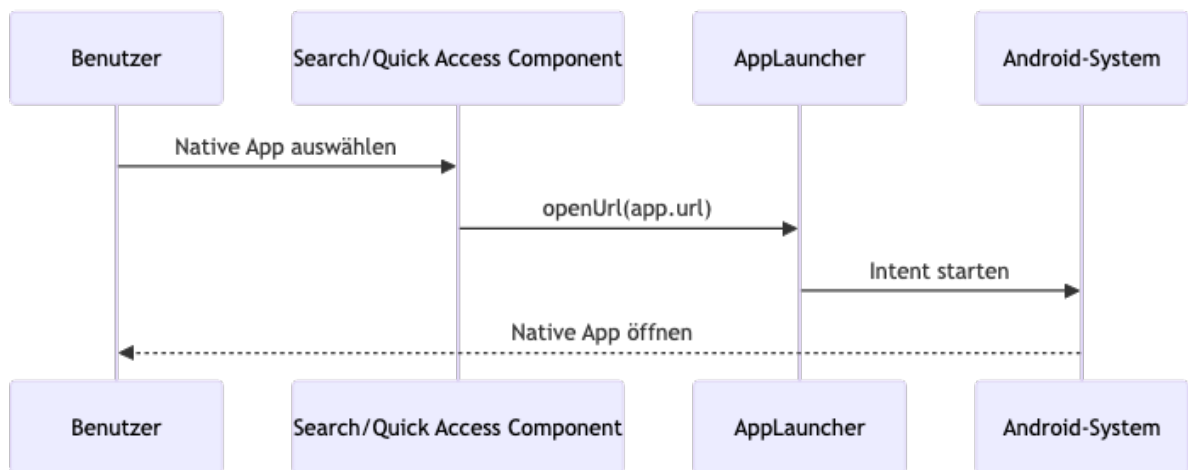 Benutzer
Search/Quick Access Component
AppLauncher
Android-System
Native App auswählen
openUrl(app.url)
Intent starten
Native App öffnen
Benutzer
Search/Quick Access Component
AppLauncher
Android-System